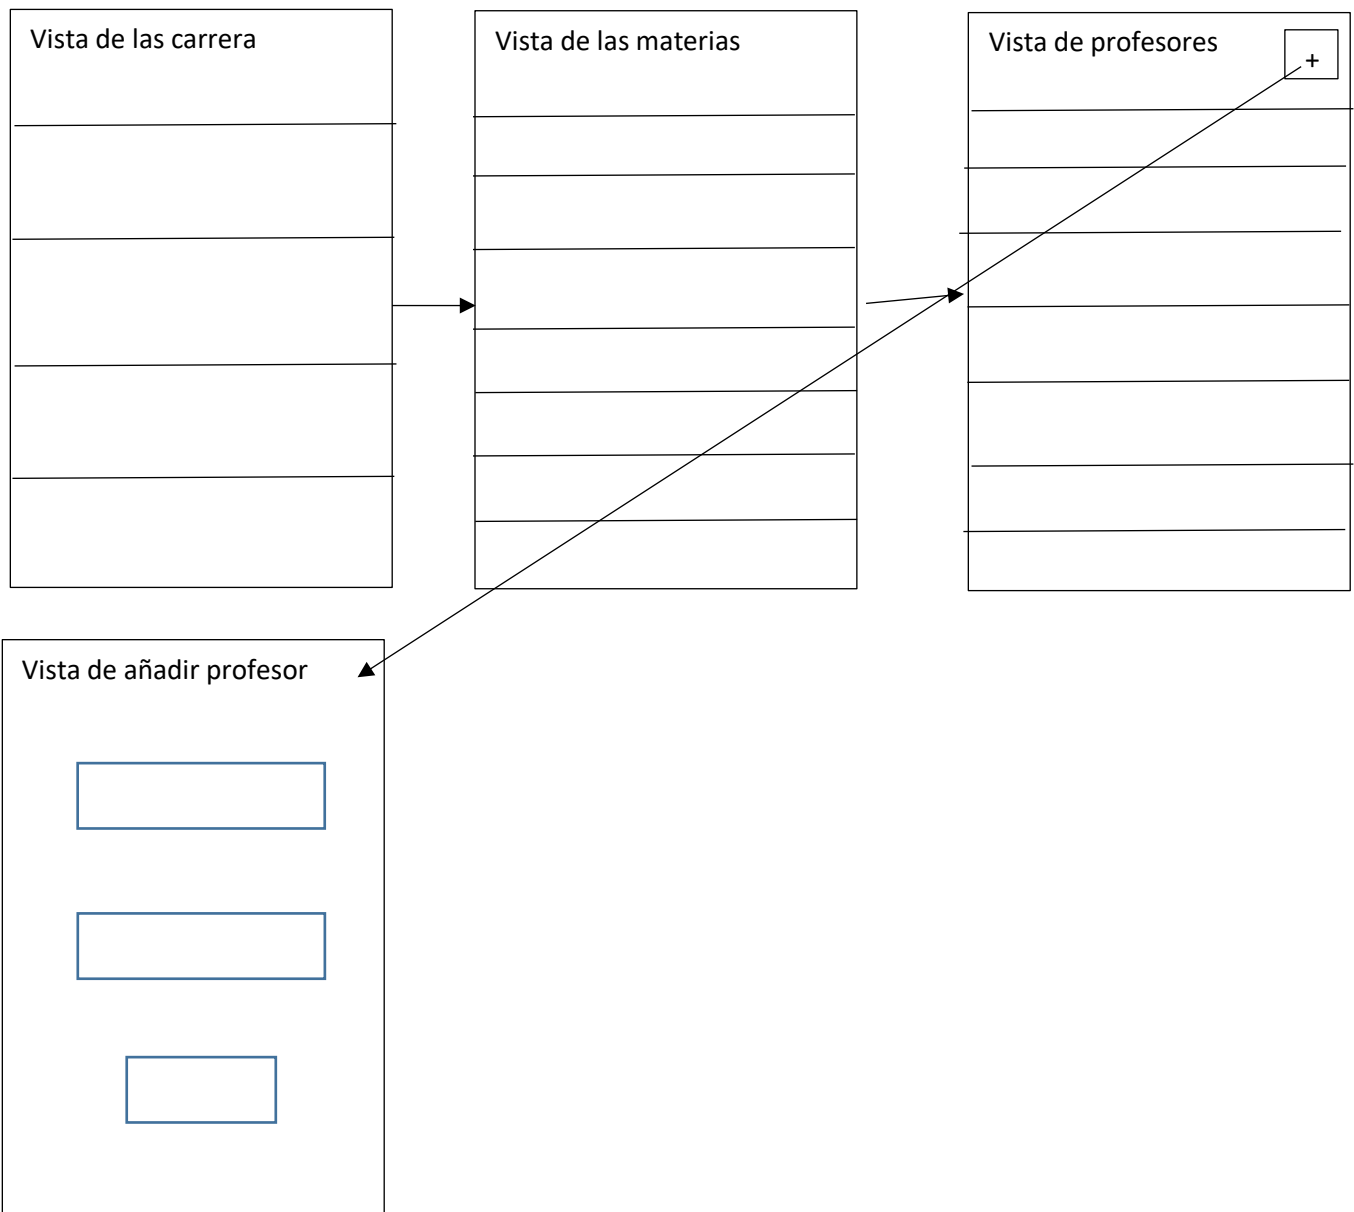 Vista de las carrera
Vista de las materias
Vista de profesores
+
Vista de añadir profesor